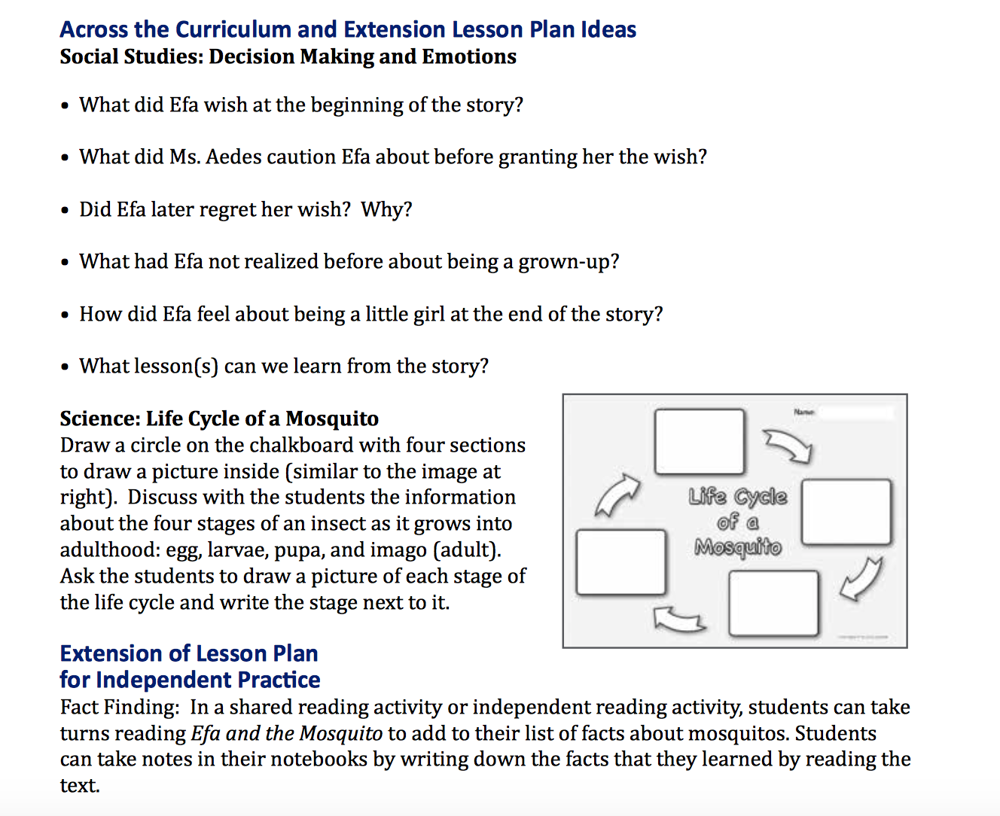 Across the Curriculum and Extension Lesson Plan Ideas
Social Studies: Decision Making and Emotions
• What did Efa wish at the beginning of the story?
• What did Ms. Aedes caution Efa about before granting her the wish?
• Did Efa later regret her wish?  Why?
• What had Efa not realized before about being a grown-up?
• How did Efa feel about being a little girl at the end of the story?
• What lesson(s) can we learn from the story?
Science: Life Cycle of a Mosquito
Draw a circle on the chalkboard with four sections
to draw a picture inside (similar to the image at
right).  Discuss with the students the information
about the four stages of an insect as it grows into
adulthood: egg, larvae, pupa, and imago (adult).
Ask the students to draw a picture of each stage of
the life cycle and write the stage next to it.
Name
Life Cycle
of a
Mosquito
Extension of Lesson Plan
for Independent Practice
Fact Finding:  In a shared reading activity or independent reading activity, students can take
turns reading Efa and the Mosquito to add to their list of facts about mosquitos. Students
can take notes in their notebooks by writing down the facts that they learned by reading the
text.